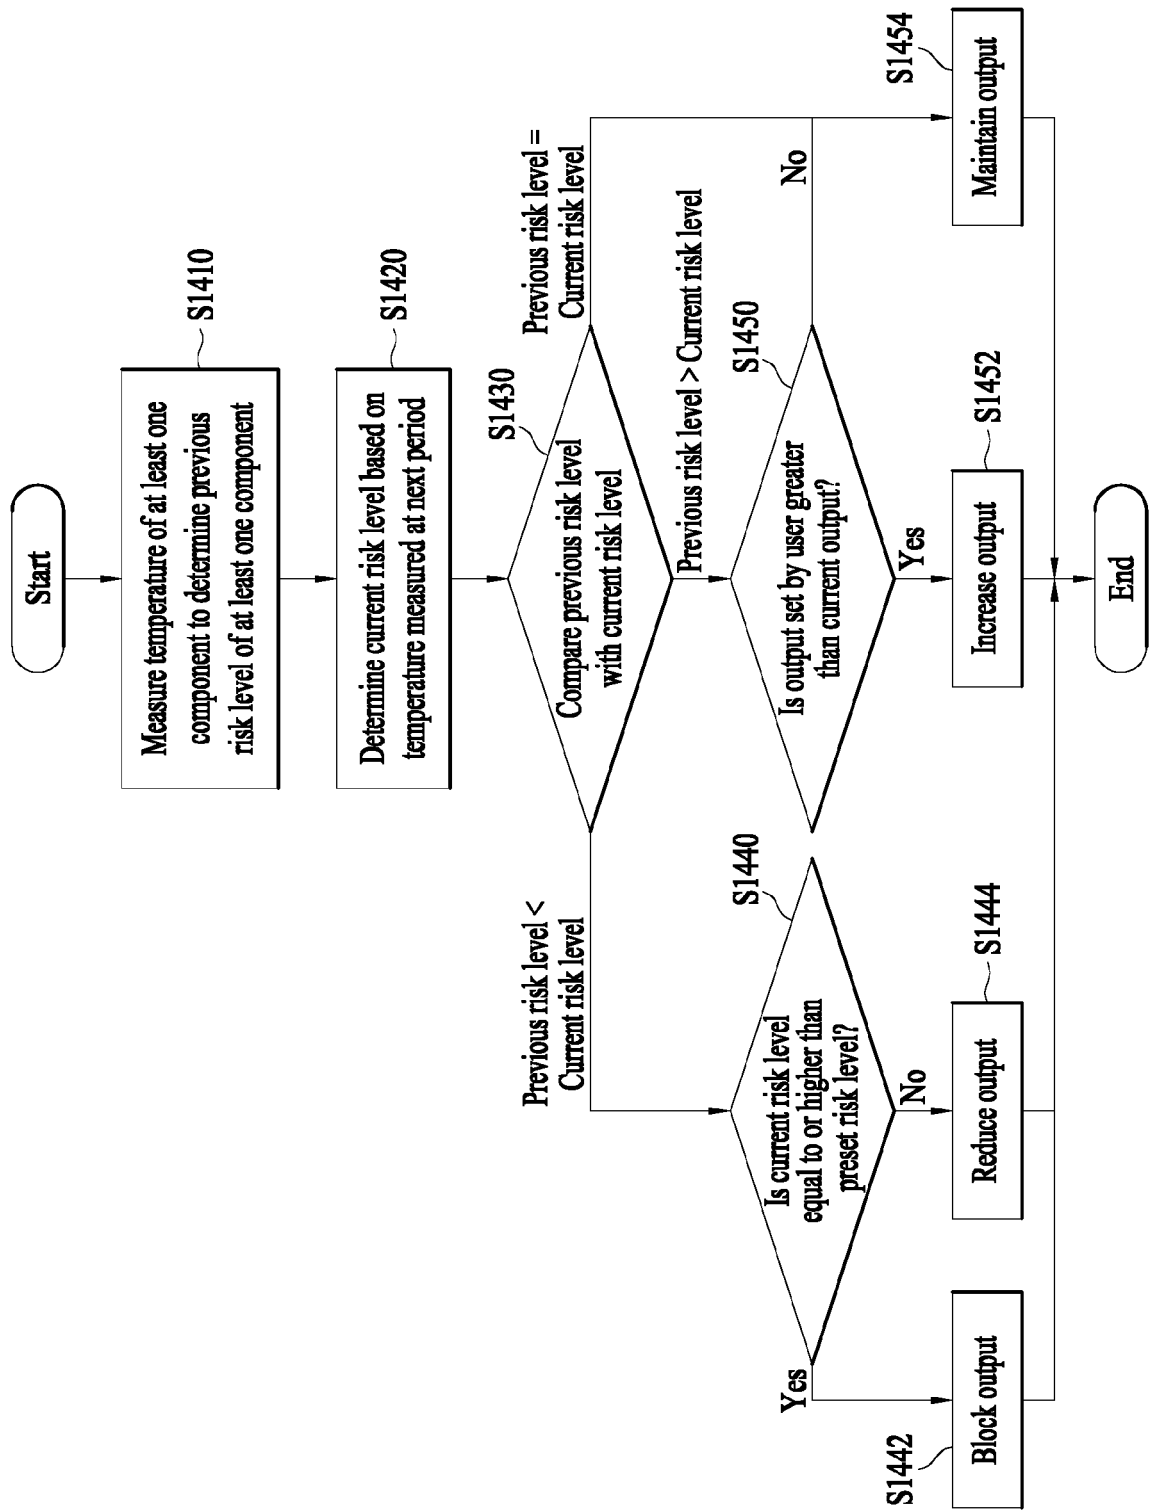 Start
Measure temperature of at least one
component to determine previous
risk level of at least one component
S1410
Determine current risk level based on
temperature measured at next period
S1420
Compare previous risk level
with current risk level
S1430
Previous risk level <
Current risk level
Previous risk level > Current risk level
Previous risk level =
Current risk level
Is current risk level
equal to or higher than
preset risk level?
S1440
Is output set by user greater
than current output?
S1450
Yes
No
Yes
No
S1442
Block output
Reduce output
S1444
Increase output
S1452
Maintain output
S1454
End